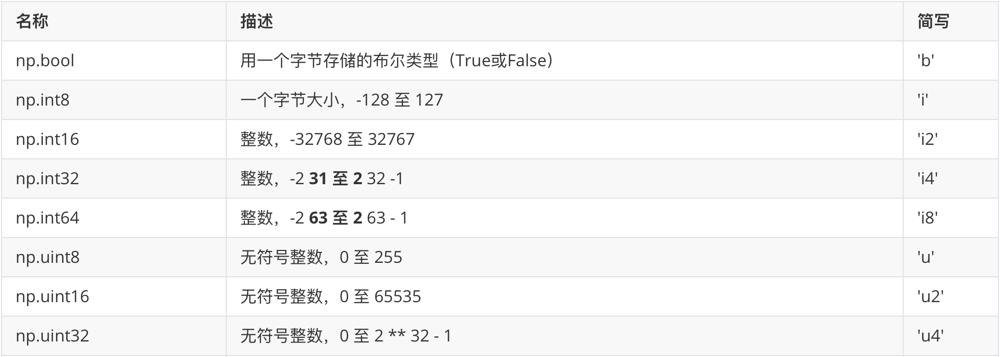 名称 描述 简写
np.bool 用一个字节存储的布尔类型（True或False） 'b'
np.int8 一个字节大小，-128 至 127 'i'
np.int16 整数，-32768 至 32767 'i2'
np.int32 整数，-2 31 至 2 32 -1 'i4'
np.int64 整数，-2 63 至 2 63 - 1 'i8'
np.uint8 无符号整数，0 至 255 'u'
np.uint16 无符号整数，0 至 65535 'u2'
np.uint32 无符号整数，0 至 2 ** 32 - 1 'u4'